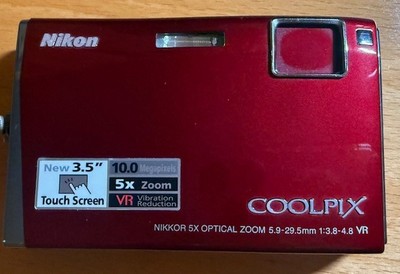 Nikon
New 3.5"
Touch Screen
10.0 Megapixels
5x Zoom
VR Vibration
Reduction
COOLPIX
NIKKOR 5X OPTICAL ZOOM 5.9-29.5mm 1:3.8-4.8 VR